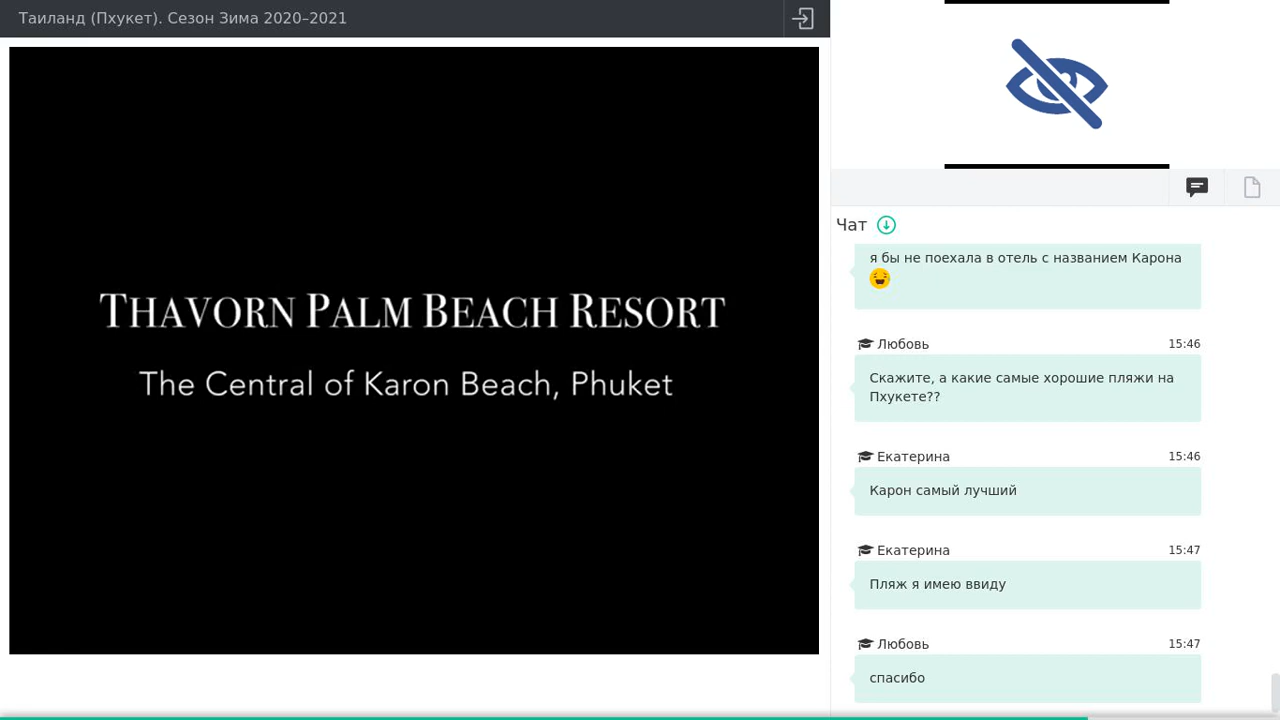 Таиланд (Пхукет). Сезон Зима 2020–2021
THAVORN PALM BEACH RESORT
The Central of Karon Beach, Phuket
Чат
я бы не поехала в отель с названием Карона
Любовь 15:46
Скажите, а какие самые хорошие пляжи на
Пхукете??
Екатерина 15:46
Карон самый лучший
Екатерина 15:47
Пляж я имею ввиду
Любовь 15:47
спасибо